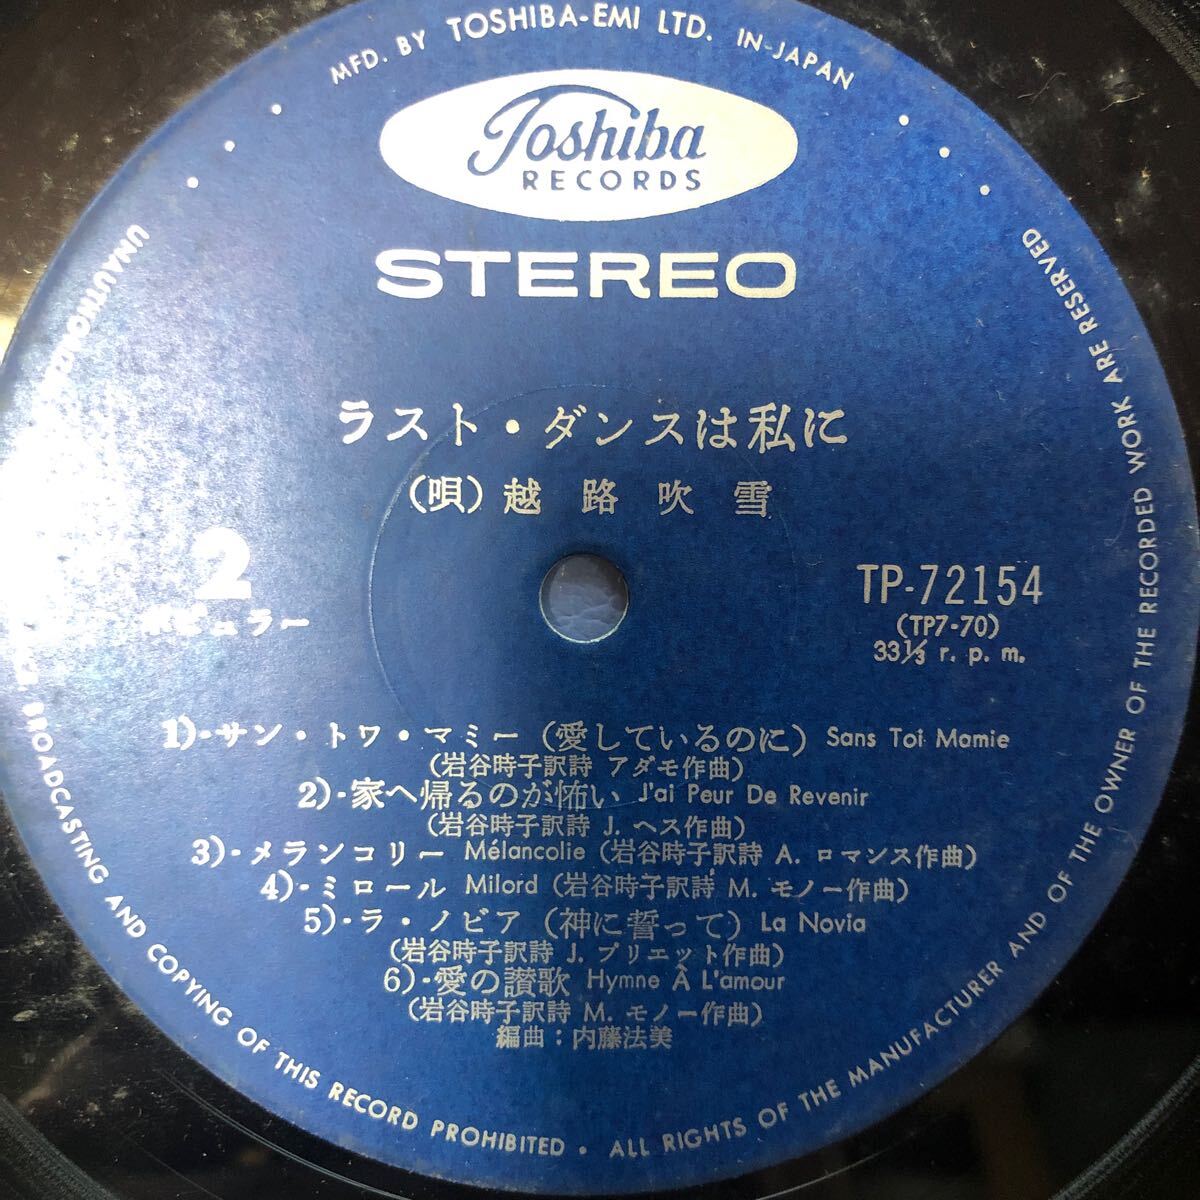 MFD. BY TOSHIBA-EMI LTD. IN-JAPAN
Toshiba
RECORDS
STEREO
ラスト・ダンスは私に
(唄) 越路吹雪
2
ポピュラー
TP-72154
(TP7-70)
33⅓ r. p. m.
1)・サン・トワ・マミー (愛しているのに) Sans Toi Mamie
(岩谷時子訳詩 アダモ作曲)
2)・家へ帰るのが怖い J'ai Peur De Revenir
(岩谷時子訳詩 J. ヘス作曲)
3)・メランコリー Mélancolie (岩谷時子訳詩 A. ロマンス作曲)
4)・ミロール Milord (岩谷時子訳詩 M. モノー作曲)
5)・ラ・ノビア (神に誓って) La Novia
(岩谷時子訳詩 J. プリエット作曲)
6)・愛の讃歌 Hymne À L'amour
(岩谷時子訳詩 M. モノー作曲)
編曲：内藤法美
UNAUTHORIZED BROADCASTING AND COPYING OF THIS RECORD PROHIBITED • ALL RIGHTS OF THE MANUFACTURER AND OF THE OWNER OF THE RECORDED WORK ARE RESERVED